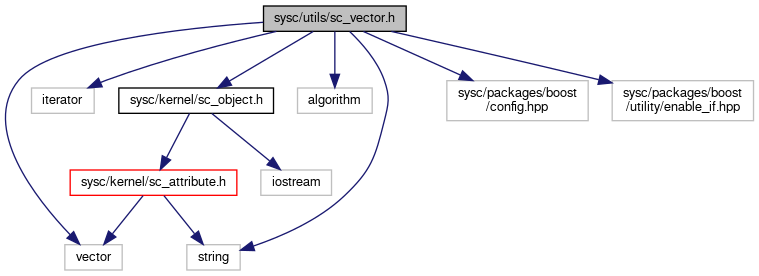 sysc/utils/sc_vector.h
iterator
sysc/kernel/sc_object.h
algorithm
sysc/packages/boost
/config.hpp
sysc/packages/boost
/utility/enable_if.hpp
sysc/kernel/sc_attribute.h
iostream
vector
string